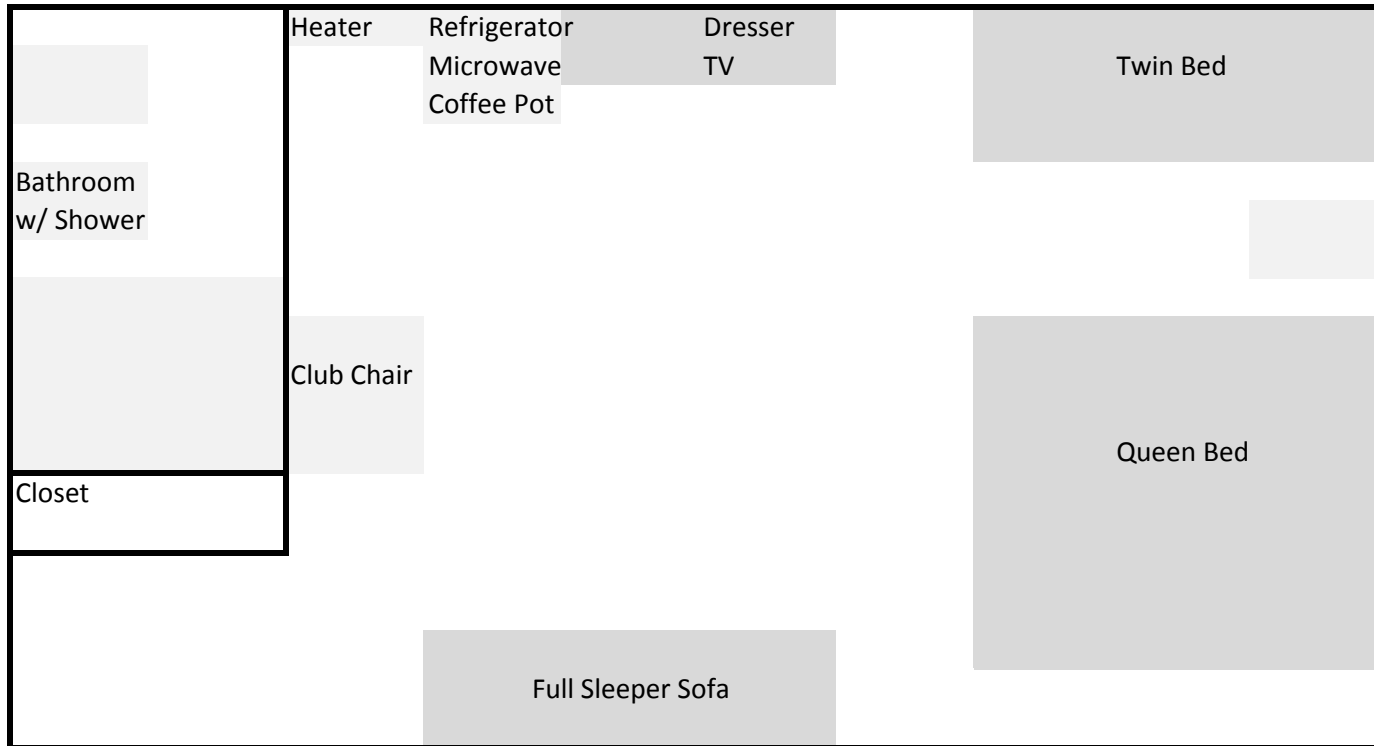 Heater
Refrigerator
Dresser
Microwave
TV
Twin Bed
Coffee Pot
Bathroom
w/ Shower
Club Chair
Queen Bed
Closet
Full Sleeper Sofa